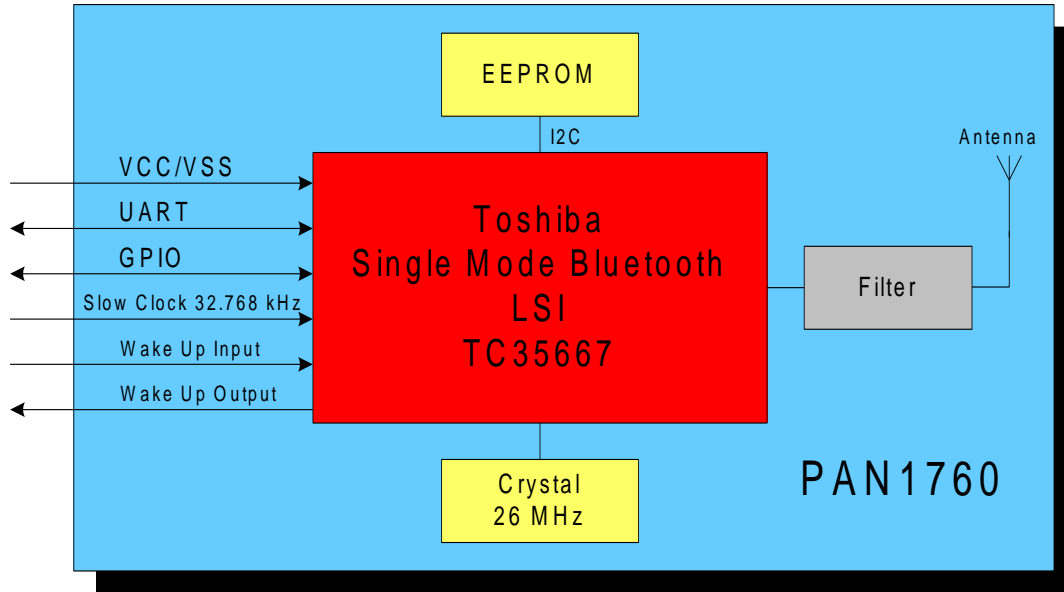 EEPROM
I2C
Antenna
VCC/VSS
UART
GPIO
Slow Clock 32.768 kHz
Wake Up Input
Wake Up Output
Toshiba
Single Mode Bluetooth
LSI
TC35667
Filter
Crystal
26 MHz
PAN1760